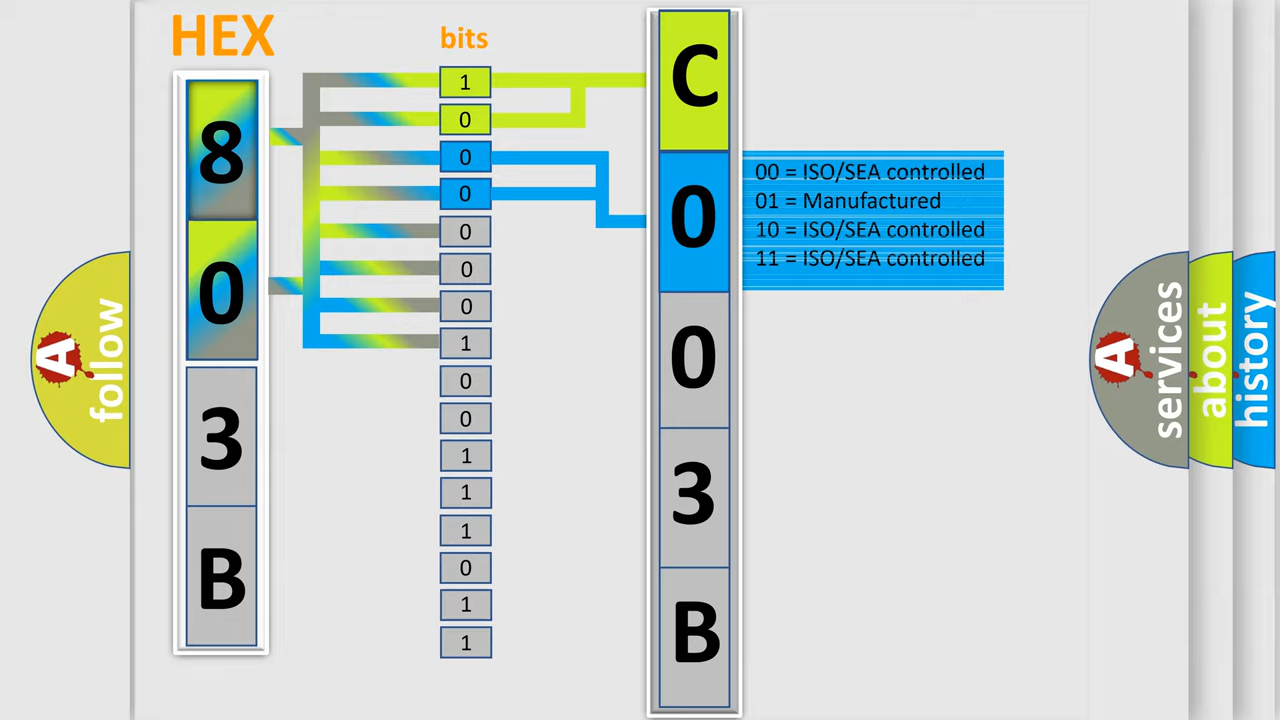 HEX
bits
8
0
3
B
1
0
0
0
0
0
0
1
0
0
1
1
1
0
1
1
C
0
0
3
B
00 = ISO/SEA controlled
01 = Manufactured
10 = ISO/SEA controlled
11 = ISO/SEA controlled
A
follow
A
services
about
history